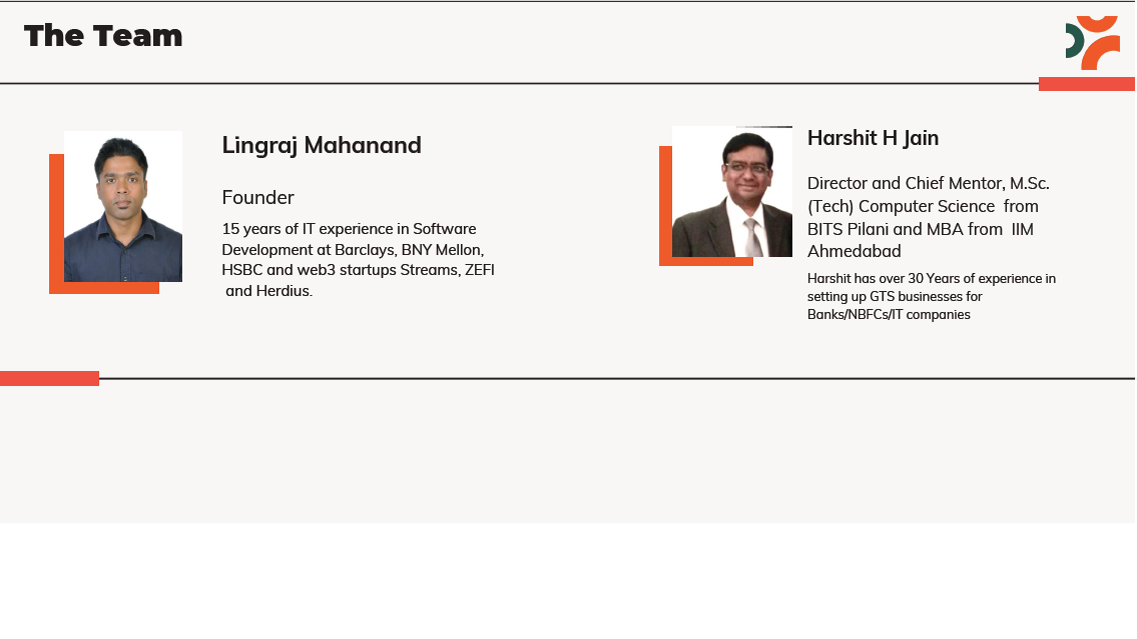 The Team
Lingraj Mahanand
Founder
15 years of IT experience in Software
Development at Barclays, BNY Mellon,
HSBC and web3 startups Streams, ZEFI
and Herdius.
Harshit H Jain
Director and Chief Mentor, M.Sc.
(Tech) Computer Science from
BITS Pilani and MBA from IIM
Ahmedabad
Harshit has over 30 Years of experience in
setting up GTS businesses for
Banks/NBFCs/IT companies